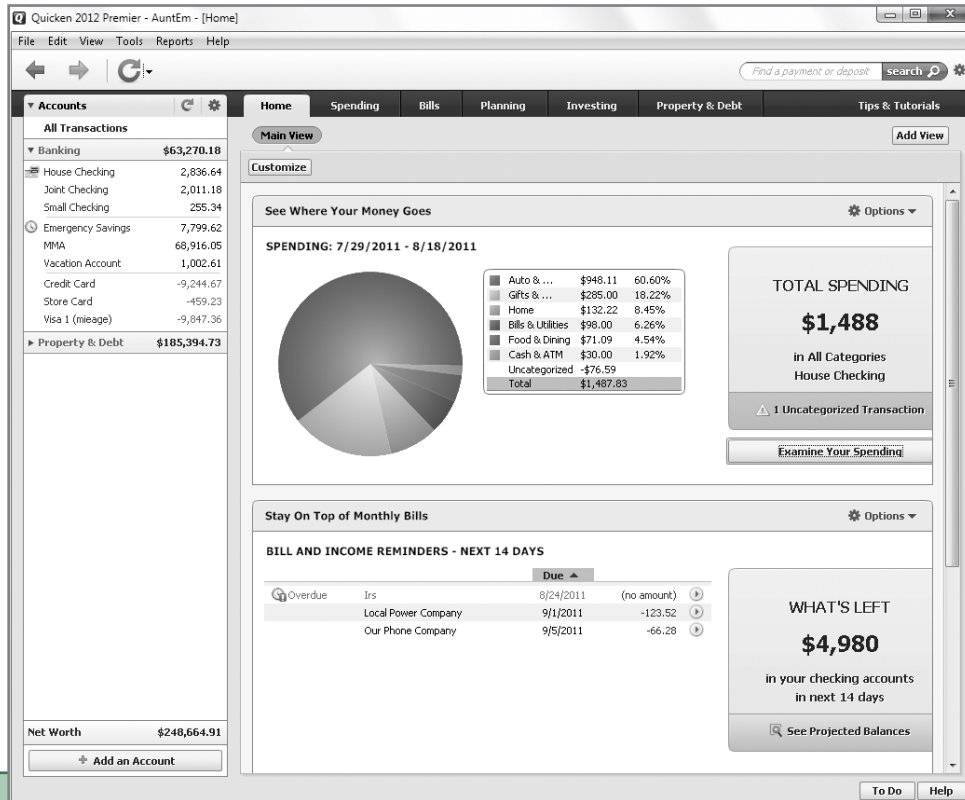 Quicken 2012 Premier - AuntEm - [Home]
File Edit View Tools Reports Help
Find a payment or deposit search
Accounts
All Transactions
Banking $63,270.18
House Checking 2,836.64
Joint Checking 2,011.18
Small Checking 255.34
Emergency Savings 7,799.62
MMA 68,916.05
Vacation Account 1,002.61
Credit Card -9,244.67
Store Card -459.23
Visa 1 (mieage) -9,847.36
Property & Debt $185,394.73
Net Worth $248,664.91
Add an Account
Home Spending Bills Planning Investing Property & Debt Tips & Tutorials
Main View Add View
Customize
See Where Your Money Goes Options
SPENDING: 7/29/2011 - 8/18/2011
Auto & ... $948.11 60.60%
Gifts & ... $285.00 18.22%
Home $132.22 8.45%
Bills & Utilities $98.00 6.26%
Food & Dining $71.09 4.54%
Cash & ATM $30.00 1.92%
Uncategorized -$76.59
Total $1,487.83
TOTAL SPENDING
$1,488
in All Categories
House Checking
1 Uncategorized Transaction
Examine Your Spending
Stay On Top of Monthly Bills Options
BILL AND INCOME REMINDERS - NEXT 14 DAYS
Due
Overdue Irs 8/24/2011 (no amount)
Local Power Company 9/1/2011 -123.52
Our Phone Company 9/5/2011 -66.28
WHAT'S LEFT
$4,980
in your checking accounts
in next 14 days
See Projected Balances
To Do Help